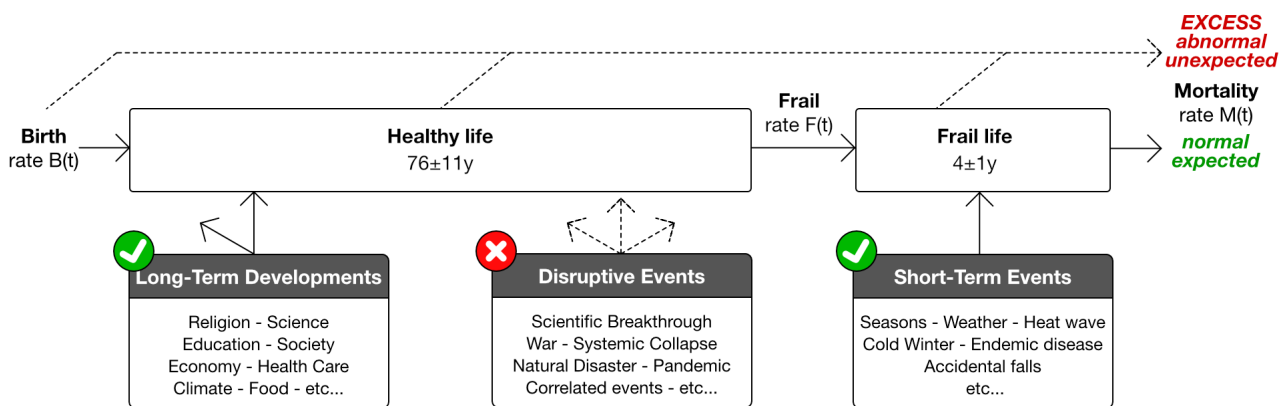 EXCESS
abnormal
unexpected
Mortality
rate M(t)
normal
expected
Birth
rate B(t)
Healthy life
76±11y
Frail
rate F(t)
Frail life
4±1y
Long-Term Developments
Religion - Science
Education - Society
Economy - Health Care
Climate - Food - etc...
Disruptive Events
Scientific Breakthrough
War - Systemic Collapse
Natural Disaster - Pandemic
Correlated events - etc...
Short-Term Events
Seasons - Weather - Heat wave
Cold Winter - Endemic disease
Accidental falls
etc...